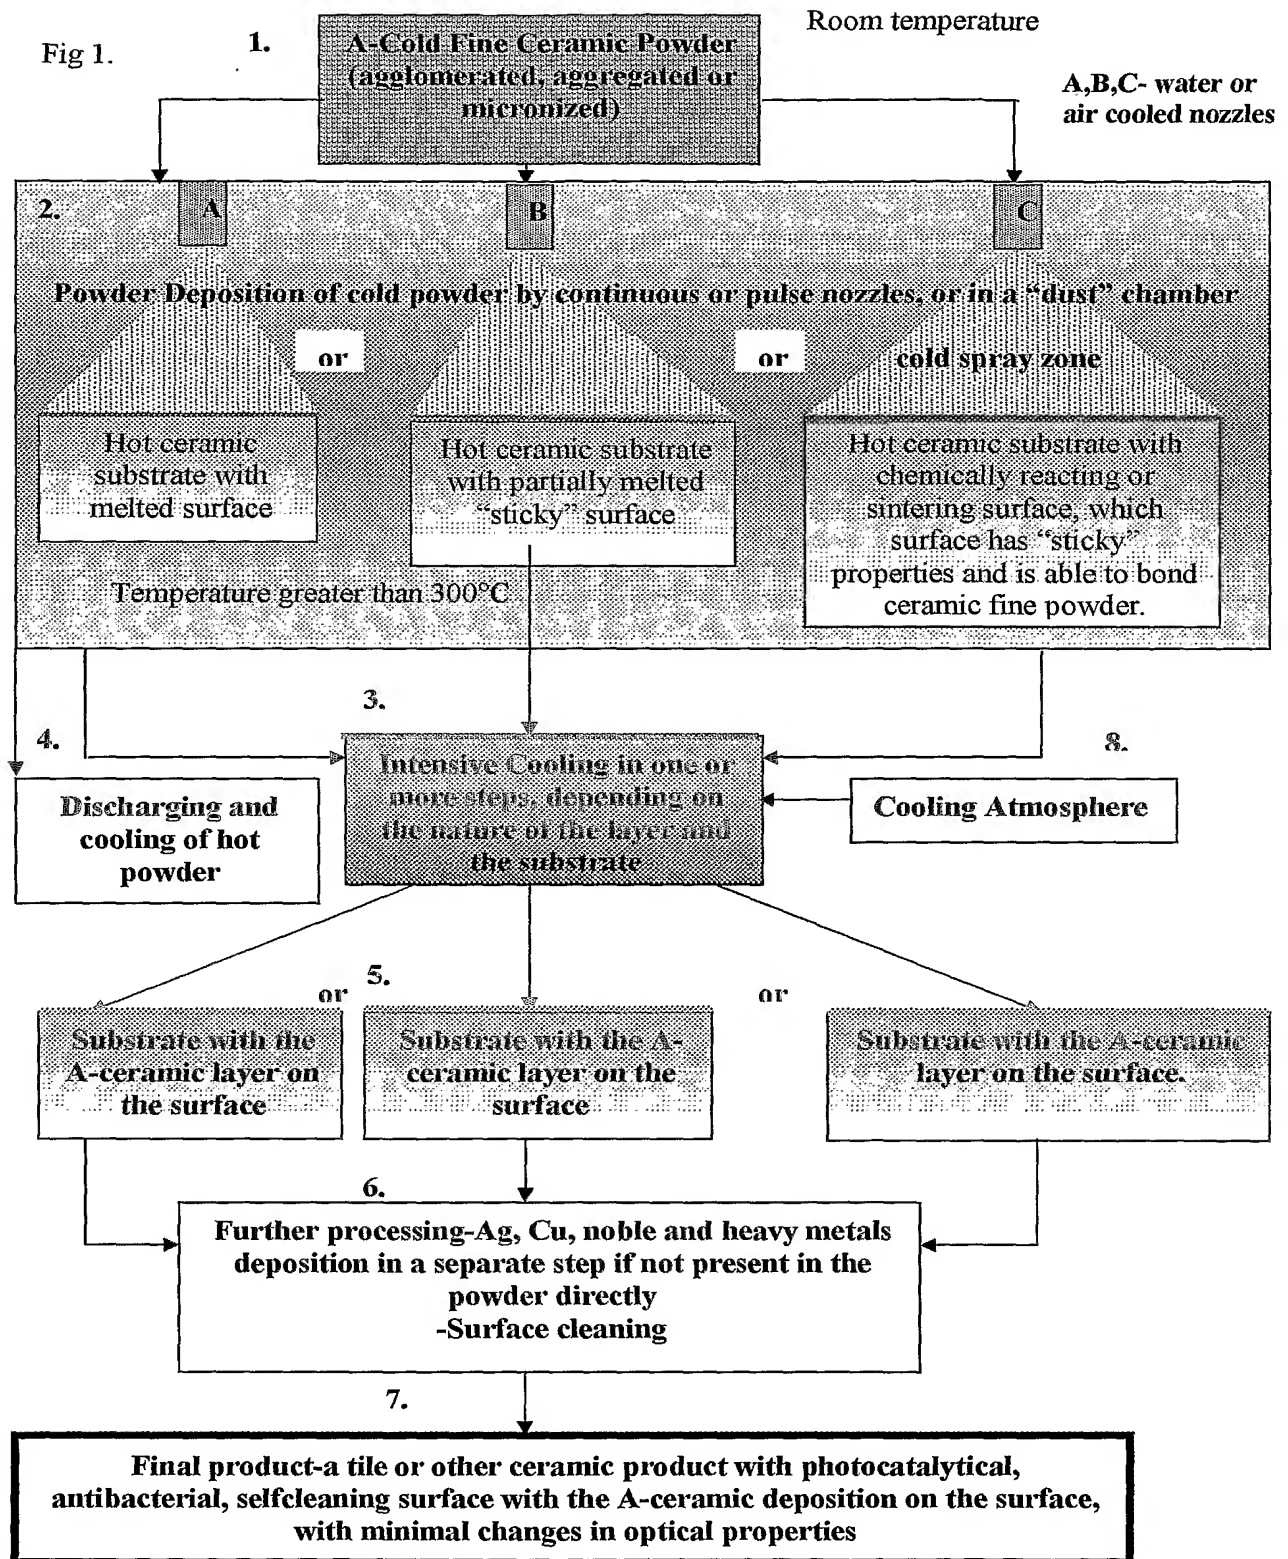 Room temperature
Fig 1.
1.
A-Cold Fine Ceramic Powder
(agglomerated, aggregated or
micronized)
A,B,C- water or
air cooled nozzles
2.
A
B
C
Powder Deposition of cold powder by continuous or pulse nozzles, or in a “dust” chamber
or
or
cold spray zone
Hot ceramic
substrate with
melted surface
Hot ceramic substrate
with partially melted
“sticky” surface
Hot ceramic substrate with
chemically reacting or
sintering surface, which
surface has “sticky”
properties and is able to bond
ceramic fine powder.
Temperature greater than 300°C
3.
4.
8.
Discharging and
cooling of hot
powder
Intensive Cooling in one or
more steps, depending on
the nature of the layer and
the substrate
Cooling Atmosphere
5.
or
or
Substrate with the
A-ceramic layer on
the surface
Substrate with the A-
ceramic layer on the
surface
Substrate with the A-ceramic
layer on the surface.
6.
Further processing-Ag, Cu, noble and heavy metals
deposition in a separate step if not present in the
powder directly
-Surface cleaning
7.
Final product-a tile or other ceramic product with photocatalytical,
antibacterial, selfcleaning surface with the A-ceramic deposition on the surface,
with minimal changes in optical properties